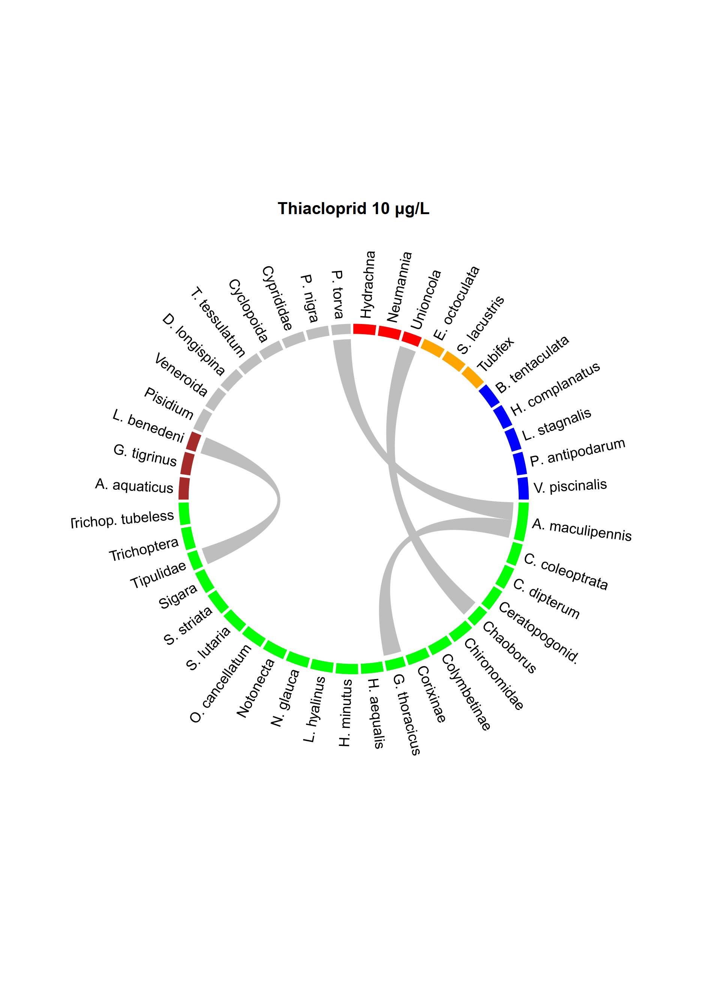 Thiacloprid 10 µg/L
Hydrachna
Neumannia
Unioncola
E. octoculata
S. lacustris
Tubifex
B. tentaculata
H. complanatus
L. stagnalis
P. antipodarum
V. piscinalis
A. maculipennis
C. coleoptrata
C. dipterum
Ceratopogonid.
Chaoborus
Chironomidae
Colymbetinae
Corixinae
G. thoracicus
H. aequalis
H. minutus
L. hyalinus
N. glauca
Notonecta
O. cancellatum
S. lutaria
S. striata
Sigara
Tipulidae
Trichoptera
Trichop. tubeless
A. aquaticus
G. tigrinus
L. benedeni
Pisidium
Veneroida
D. longispina
T. tessulatum
Cyclopoida
Cyprididae
P. nigra
P. torva